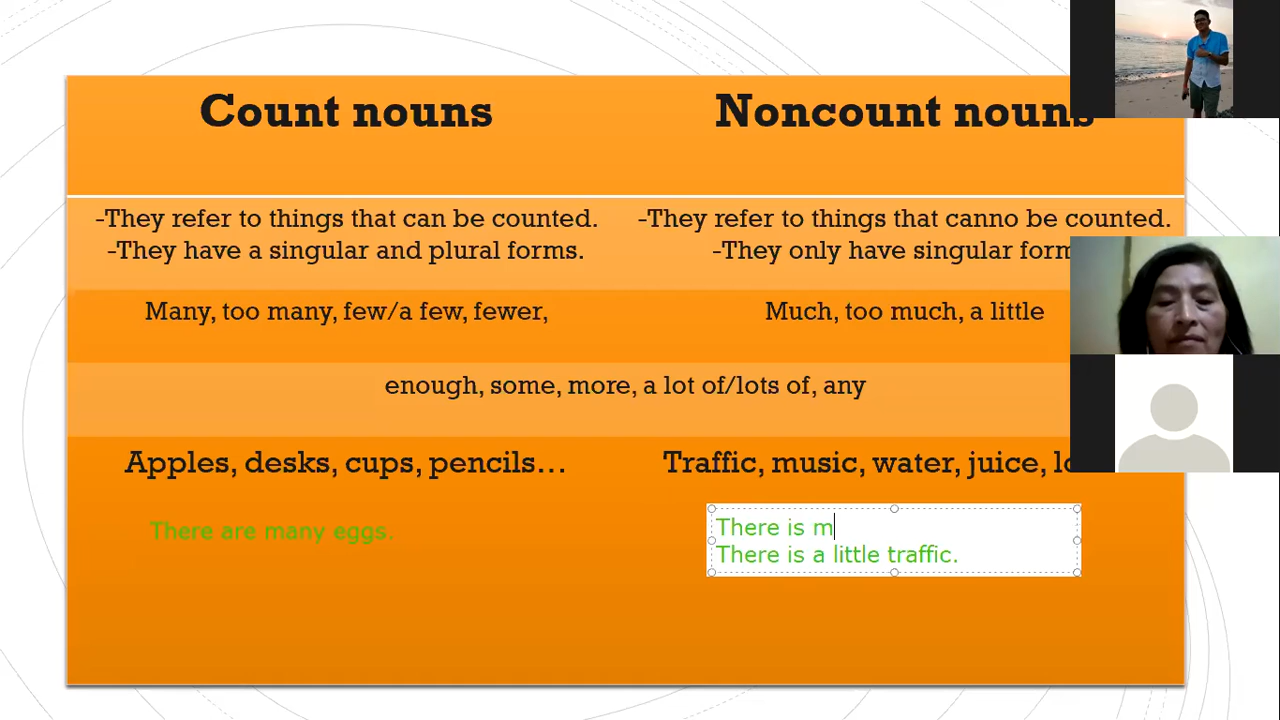 Count nouns
Noncount nouns
-They refer to things that can be counted.
-They have a singular and plural forms.
-They refer to things that canno be counted.
-They only have singular form
Many, too many, few/a few, fewer,
Much, too much, a little
enough, some, more, a lot of/lots of, any
Apples, desks, cups, pencils…
Traffic, music, water, juice,
There are many eggs.
There is m
There is a little traffic.